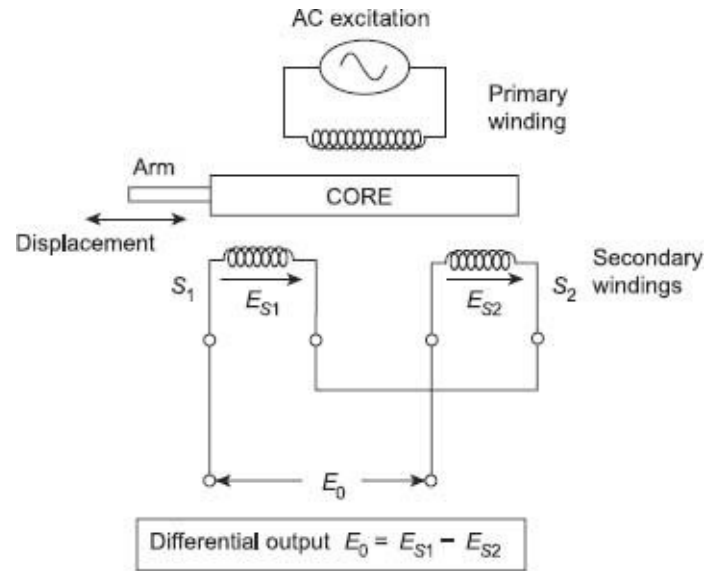 AC excitation
Primary
winding
Arm
CORE
Displacement
Secondary
windings
S1
ES1
ES2
S2
E0
Differential output E0 = ES1 − ES2